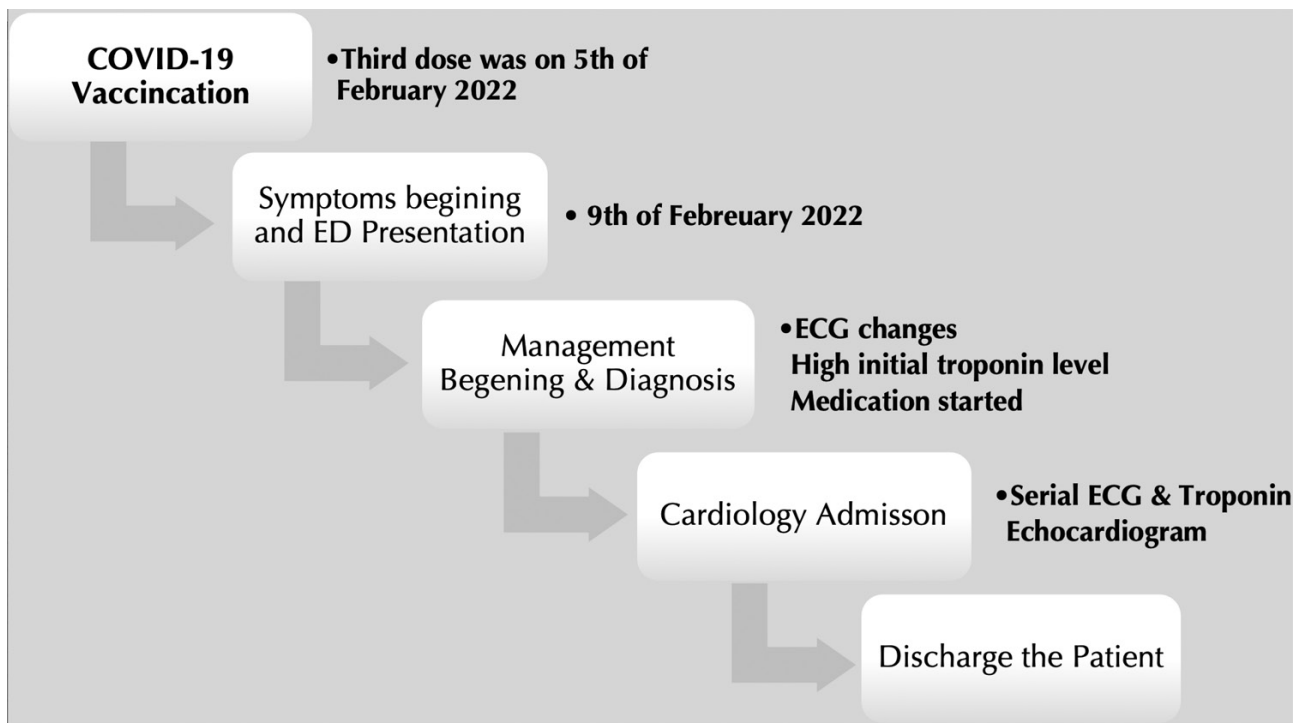 COVID-19
Vaccincation
•Third dose was on 5th of
February 2022
Symptoms begining
and ED Presentation
• 9th of Febreuary 2022
Management
Begening & Diagnosis
•ECG changes
High initial troponin level
Medication started
Cardiology Admisson
•Serial ECG & Troponin
Echocardiogram
Discharge the Patient